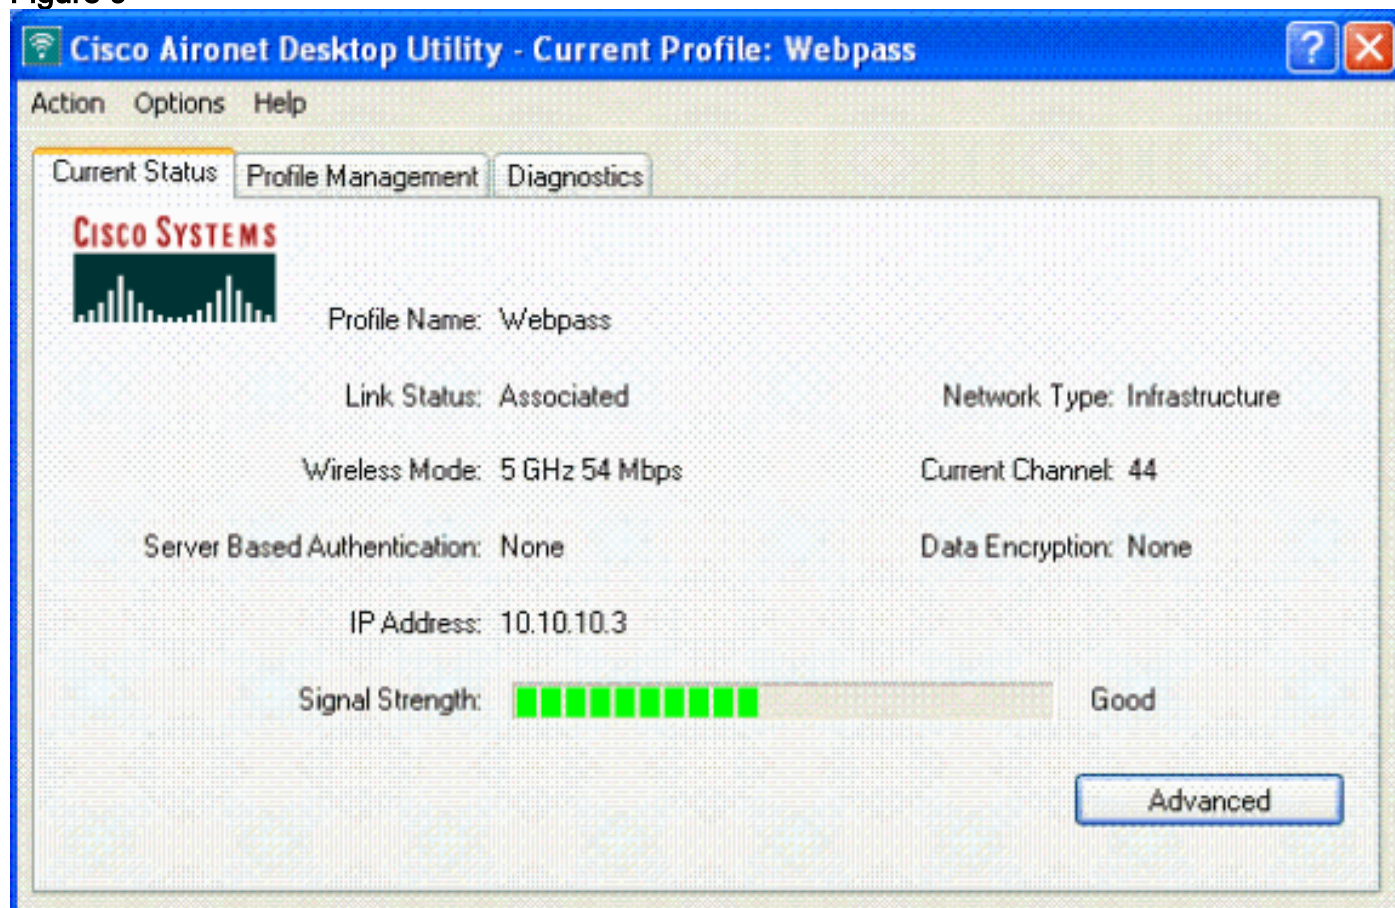 Cisco Aironet Desktop Utility - Current Profile: Webpass
Action Options Help
Current Status Profile Management Diagnostics
CISCO SYSTEMS
Profile Name: Webpass
Link Status: Associated Network Type: Infrastructure
Wireless Mode: 5 GHz 54 Mbps Current Channel: 44
Server Based Authentication: None Data Encryption: None
IP Address: 10.10.10.3
Signal Strength: Good
Advanced